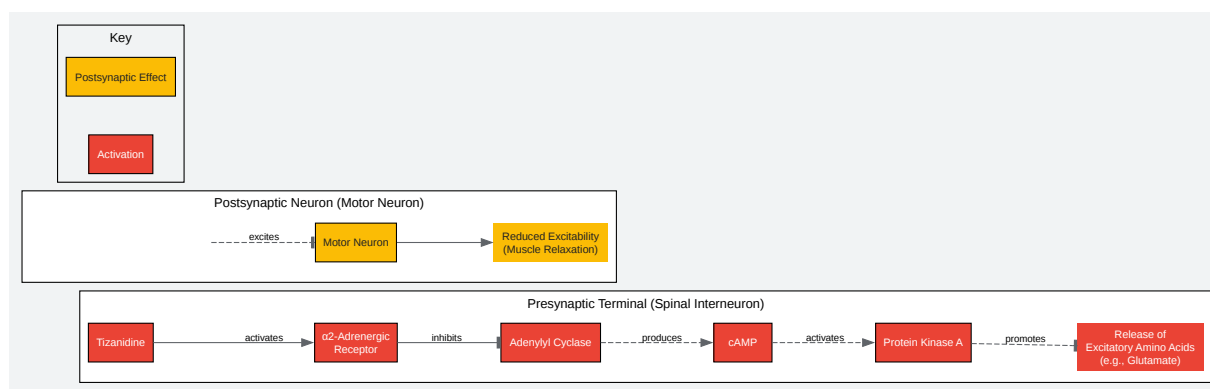 Key
Postsynaptic Effect
Activation
Postsynaptic Neuron (Motor Neuron)
excites
Motor Neuron
Reduced Excitability
(Muscle Relaxation)
Presynaptic Terminal (Spinal Interneuron)
Tizanidine
activates
α2-Adrenergic
Receptor
inhibits
Adenylyl Cyclase
produces
cAMP
activates
Protein Kinase A
promotes
Release of
Excitatory Amino Acids
(e.g., Glutamate)